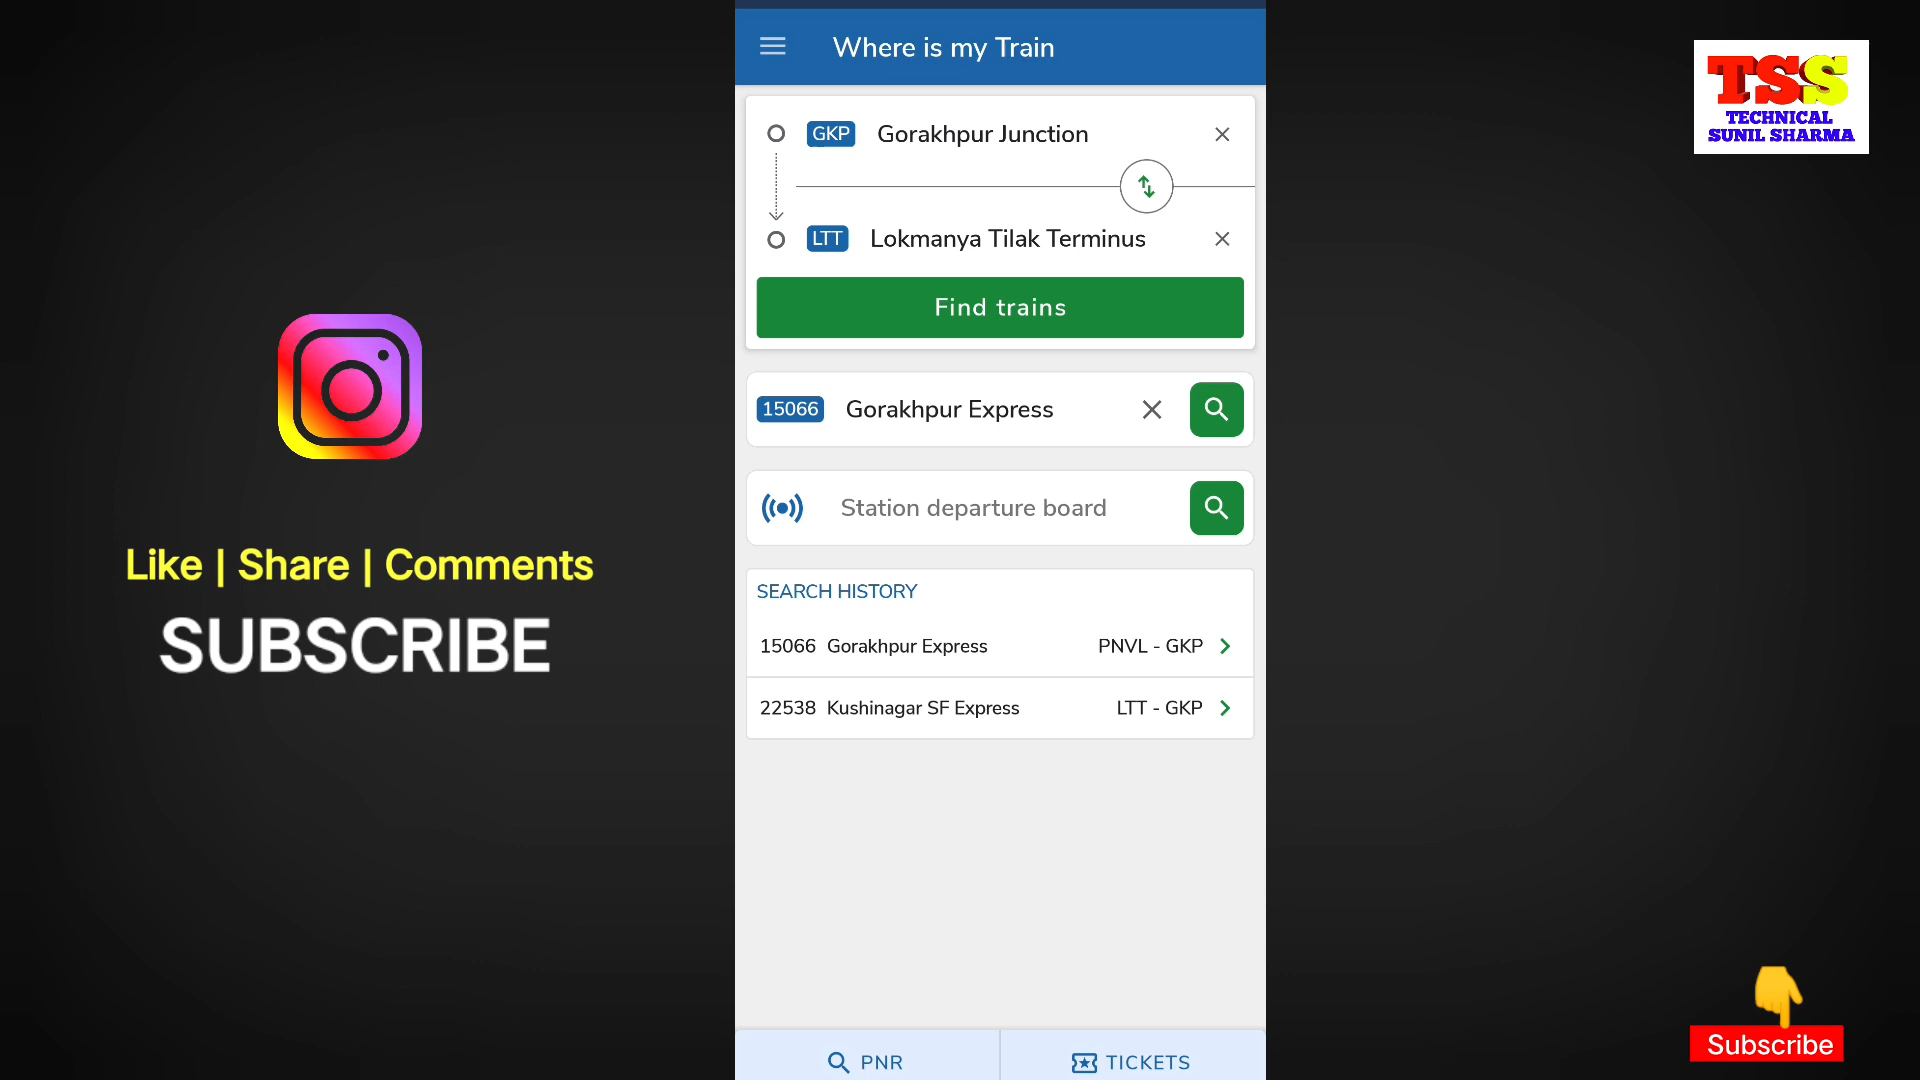 Where is my Train
GKP Gorakhpur Junction
LTT Lokmanya Tilak Terminus
Find trains
15066 Gorakhpur Express
Station departure board
SEARCH HISTORY
15066 Gorakhpur Express PNVL - GKP
22538 Kushinagar SF Express LTT - GKP
PNR
TICKETS
Like | Share | Comments
SUBSCRIBE
TSS
TECHNICAL
SUNIL SHARMA
Subscribe